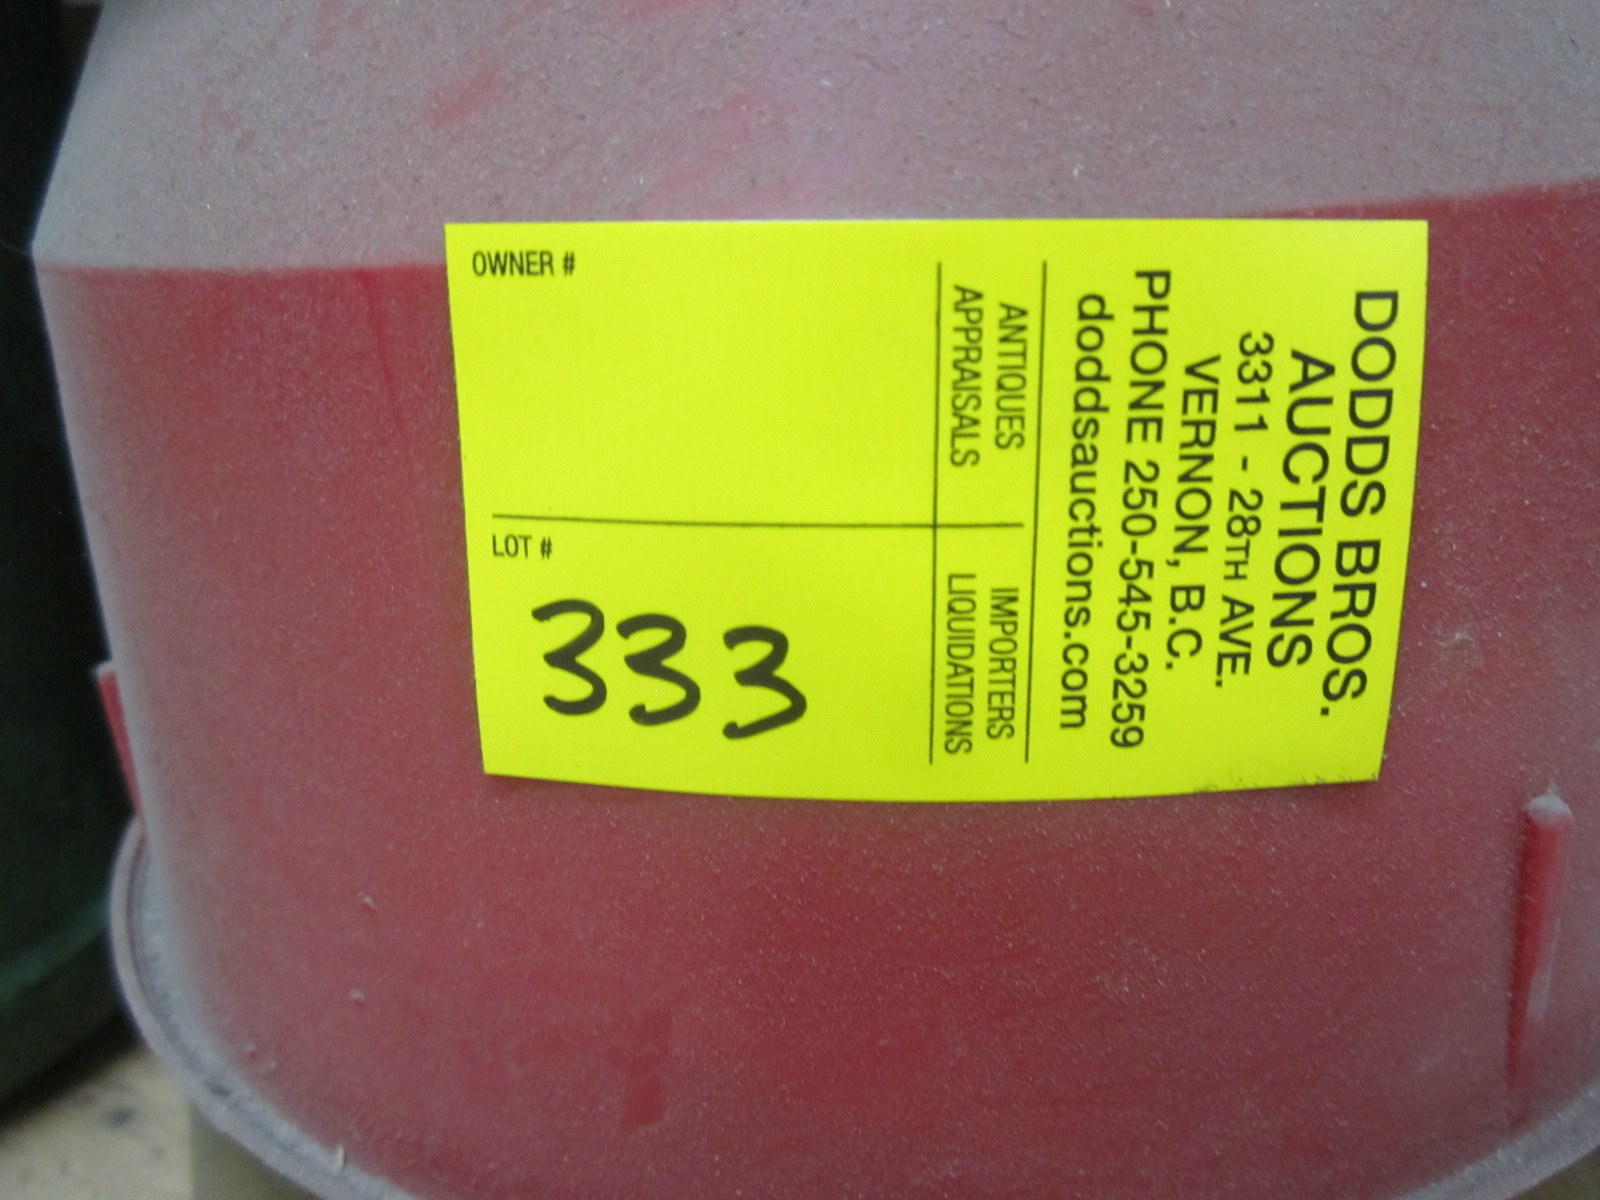 DODDS BROS.
AUCTIONS
3311 - 28TH AVE.
VERNON, B.C.
PHONE 250-545-3259
doddsauctions.com
ANTIQUES
APPRAISALS
IMPORTERS
LIQUIDATIONS
OWNER #
LOT #
333